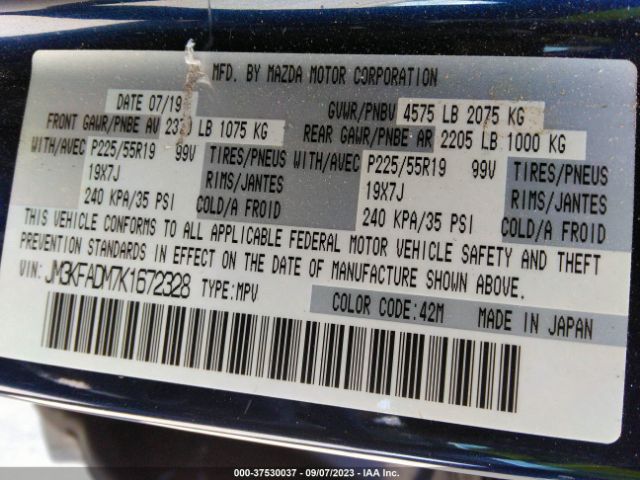 MFD. BY MAZDA MOTOR CORPORATION
DATE 07/19 GVWR/PNBV 4575 LB 2075 KG
FRONT GAWR/PNBE AV LB 1075 KG REAR GAWR/PNBE AR 2205 LB 1000 KG
WITH/AVEC P225/55R19 99V TIRES/PNEUS WITH/AVEC P225/55R19 99V TIRES/PNEUS
19X7J RIMS/JANTES 19X7J RIMS/JANTES
240 KPA/35 PSI COLD/A FROID 240 KPA/35 PSI COLD/A FROID
THIS VEHICLE CONFORMS TO ALL APPLICABLE FEDERAL MOTOR VEHICLE SAFETY AND THEFT
PREVENTION STANDARDS IN EFFECT ON THE DATE OF MANUFACTURE SHOWN ABOVE.
VIN: JM3KFADM7K1672328 TYPE:MPV
COLOR CODE:42M MADE IN JAPAN
000-37530037 - 09/07/2023 - IAA Inc.